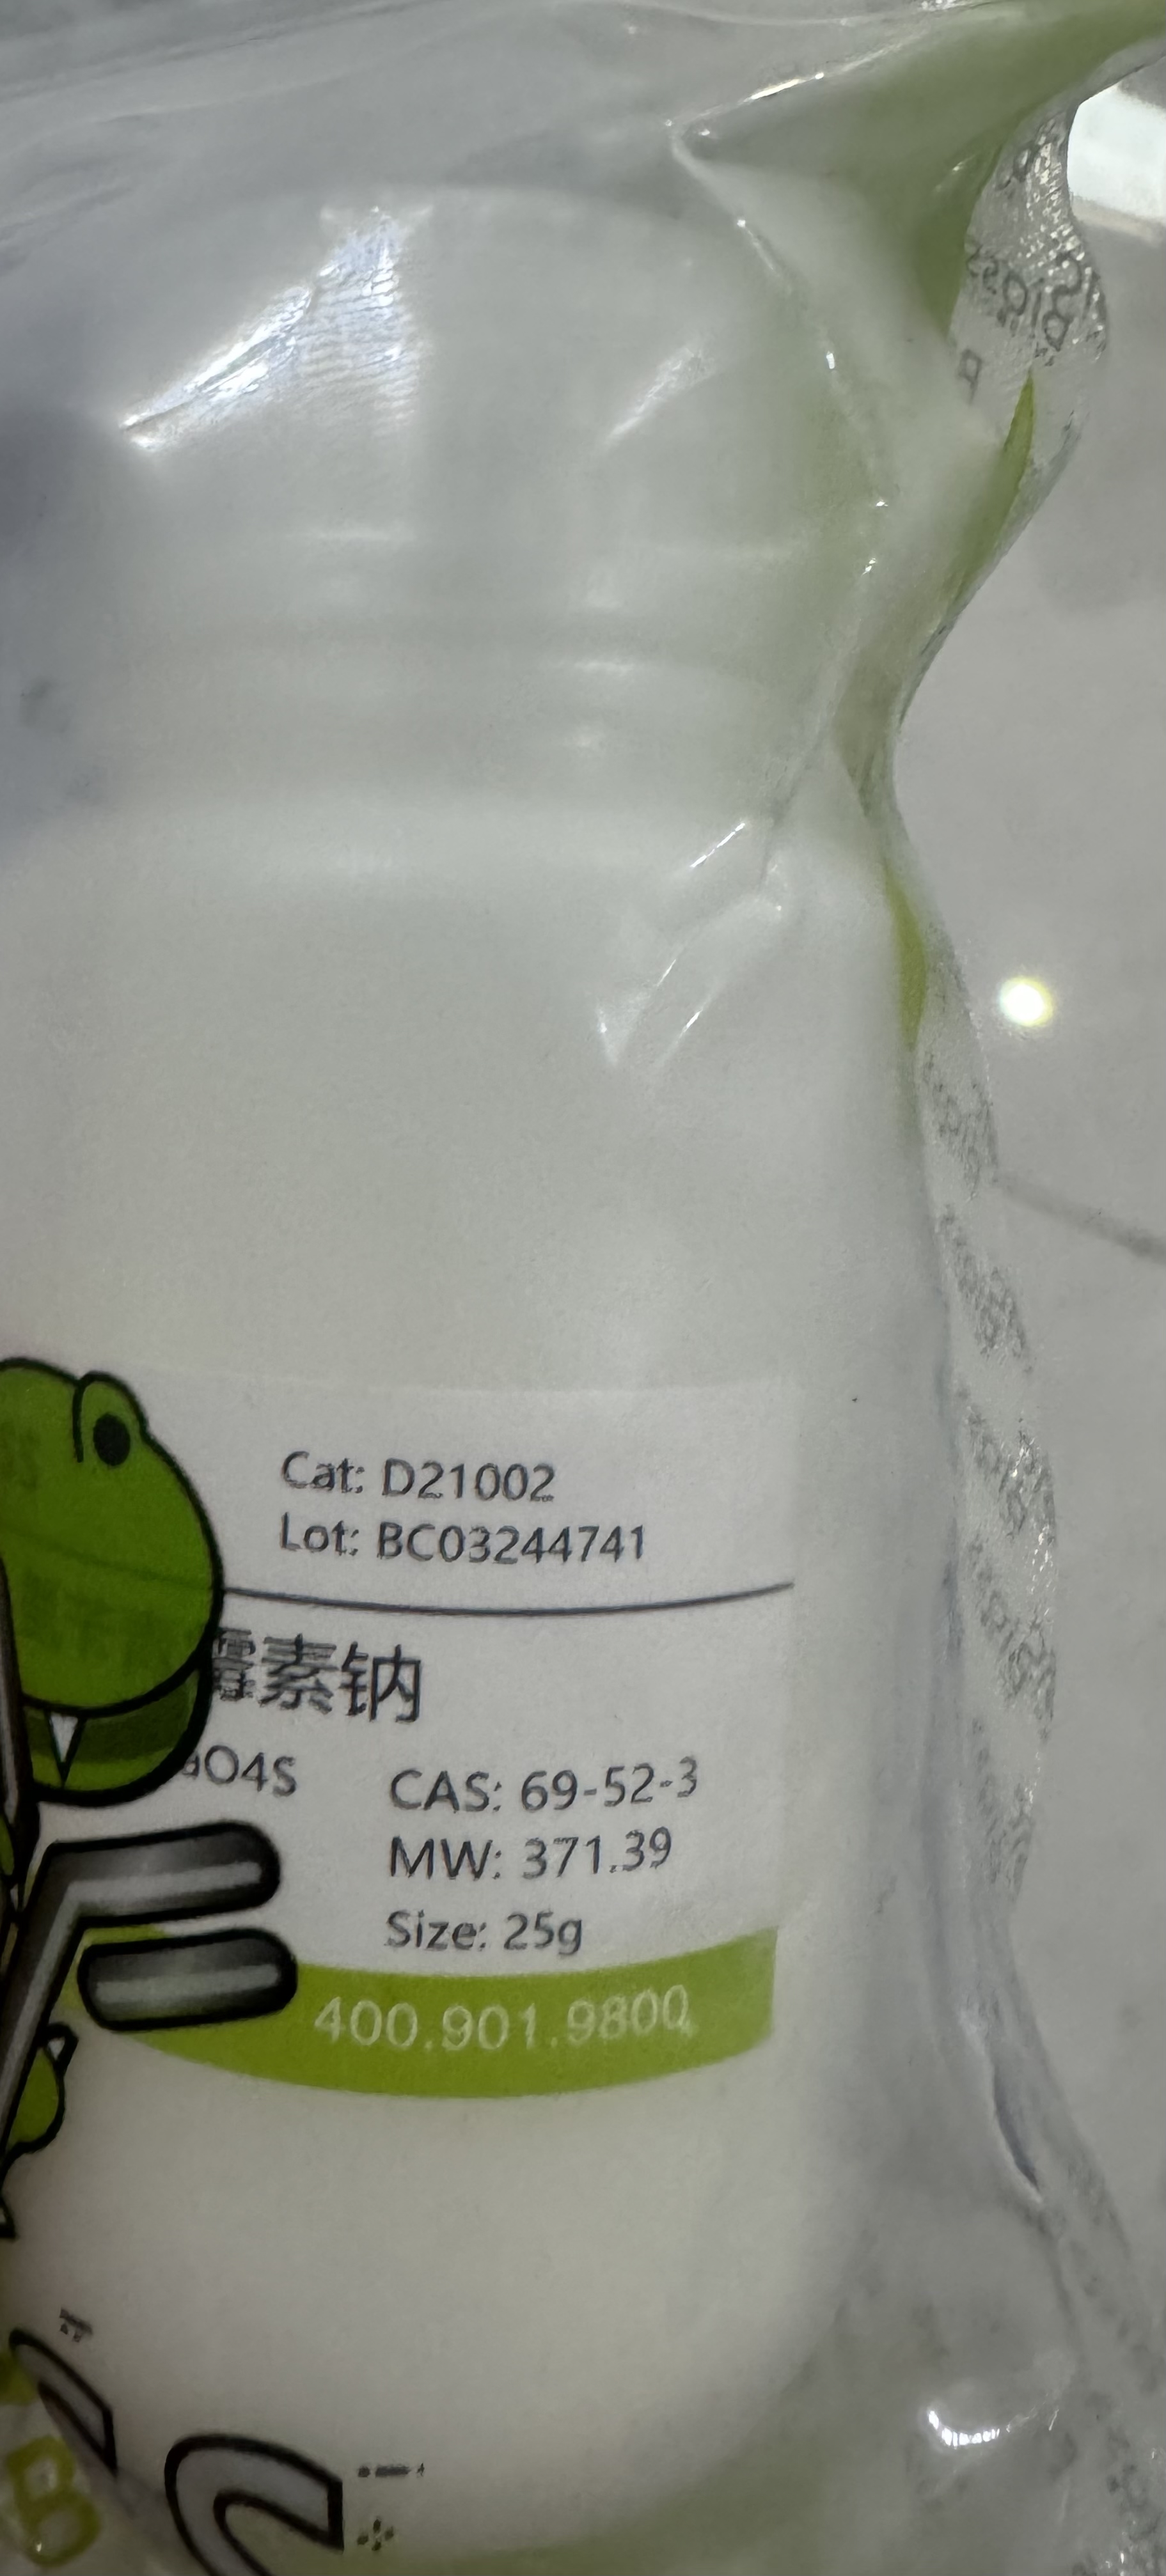 Cat: D21002
Lot: BC03244741
霉素钠
aO4S
CAS: 69-52-3
MW: 371.39
Size: 25g
400.901.9800
B